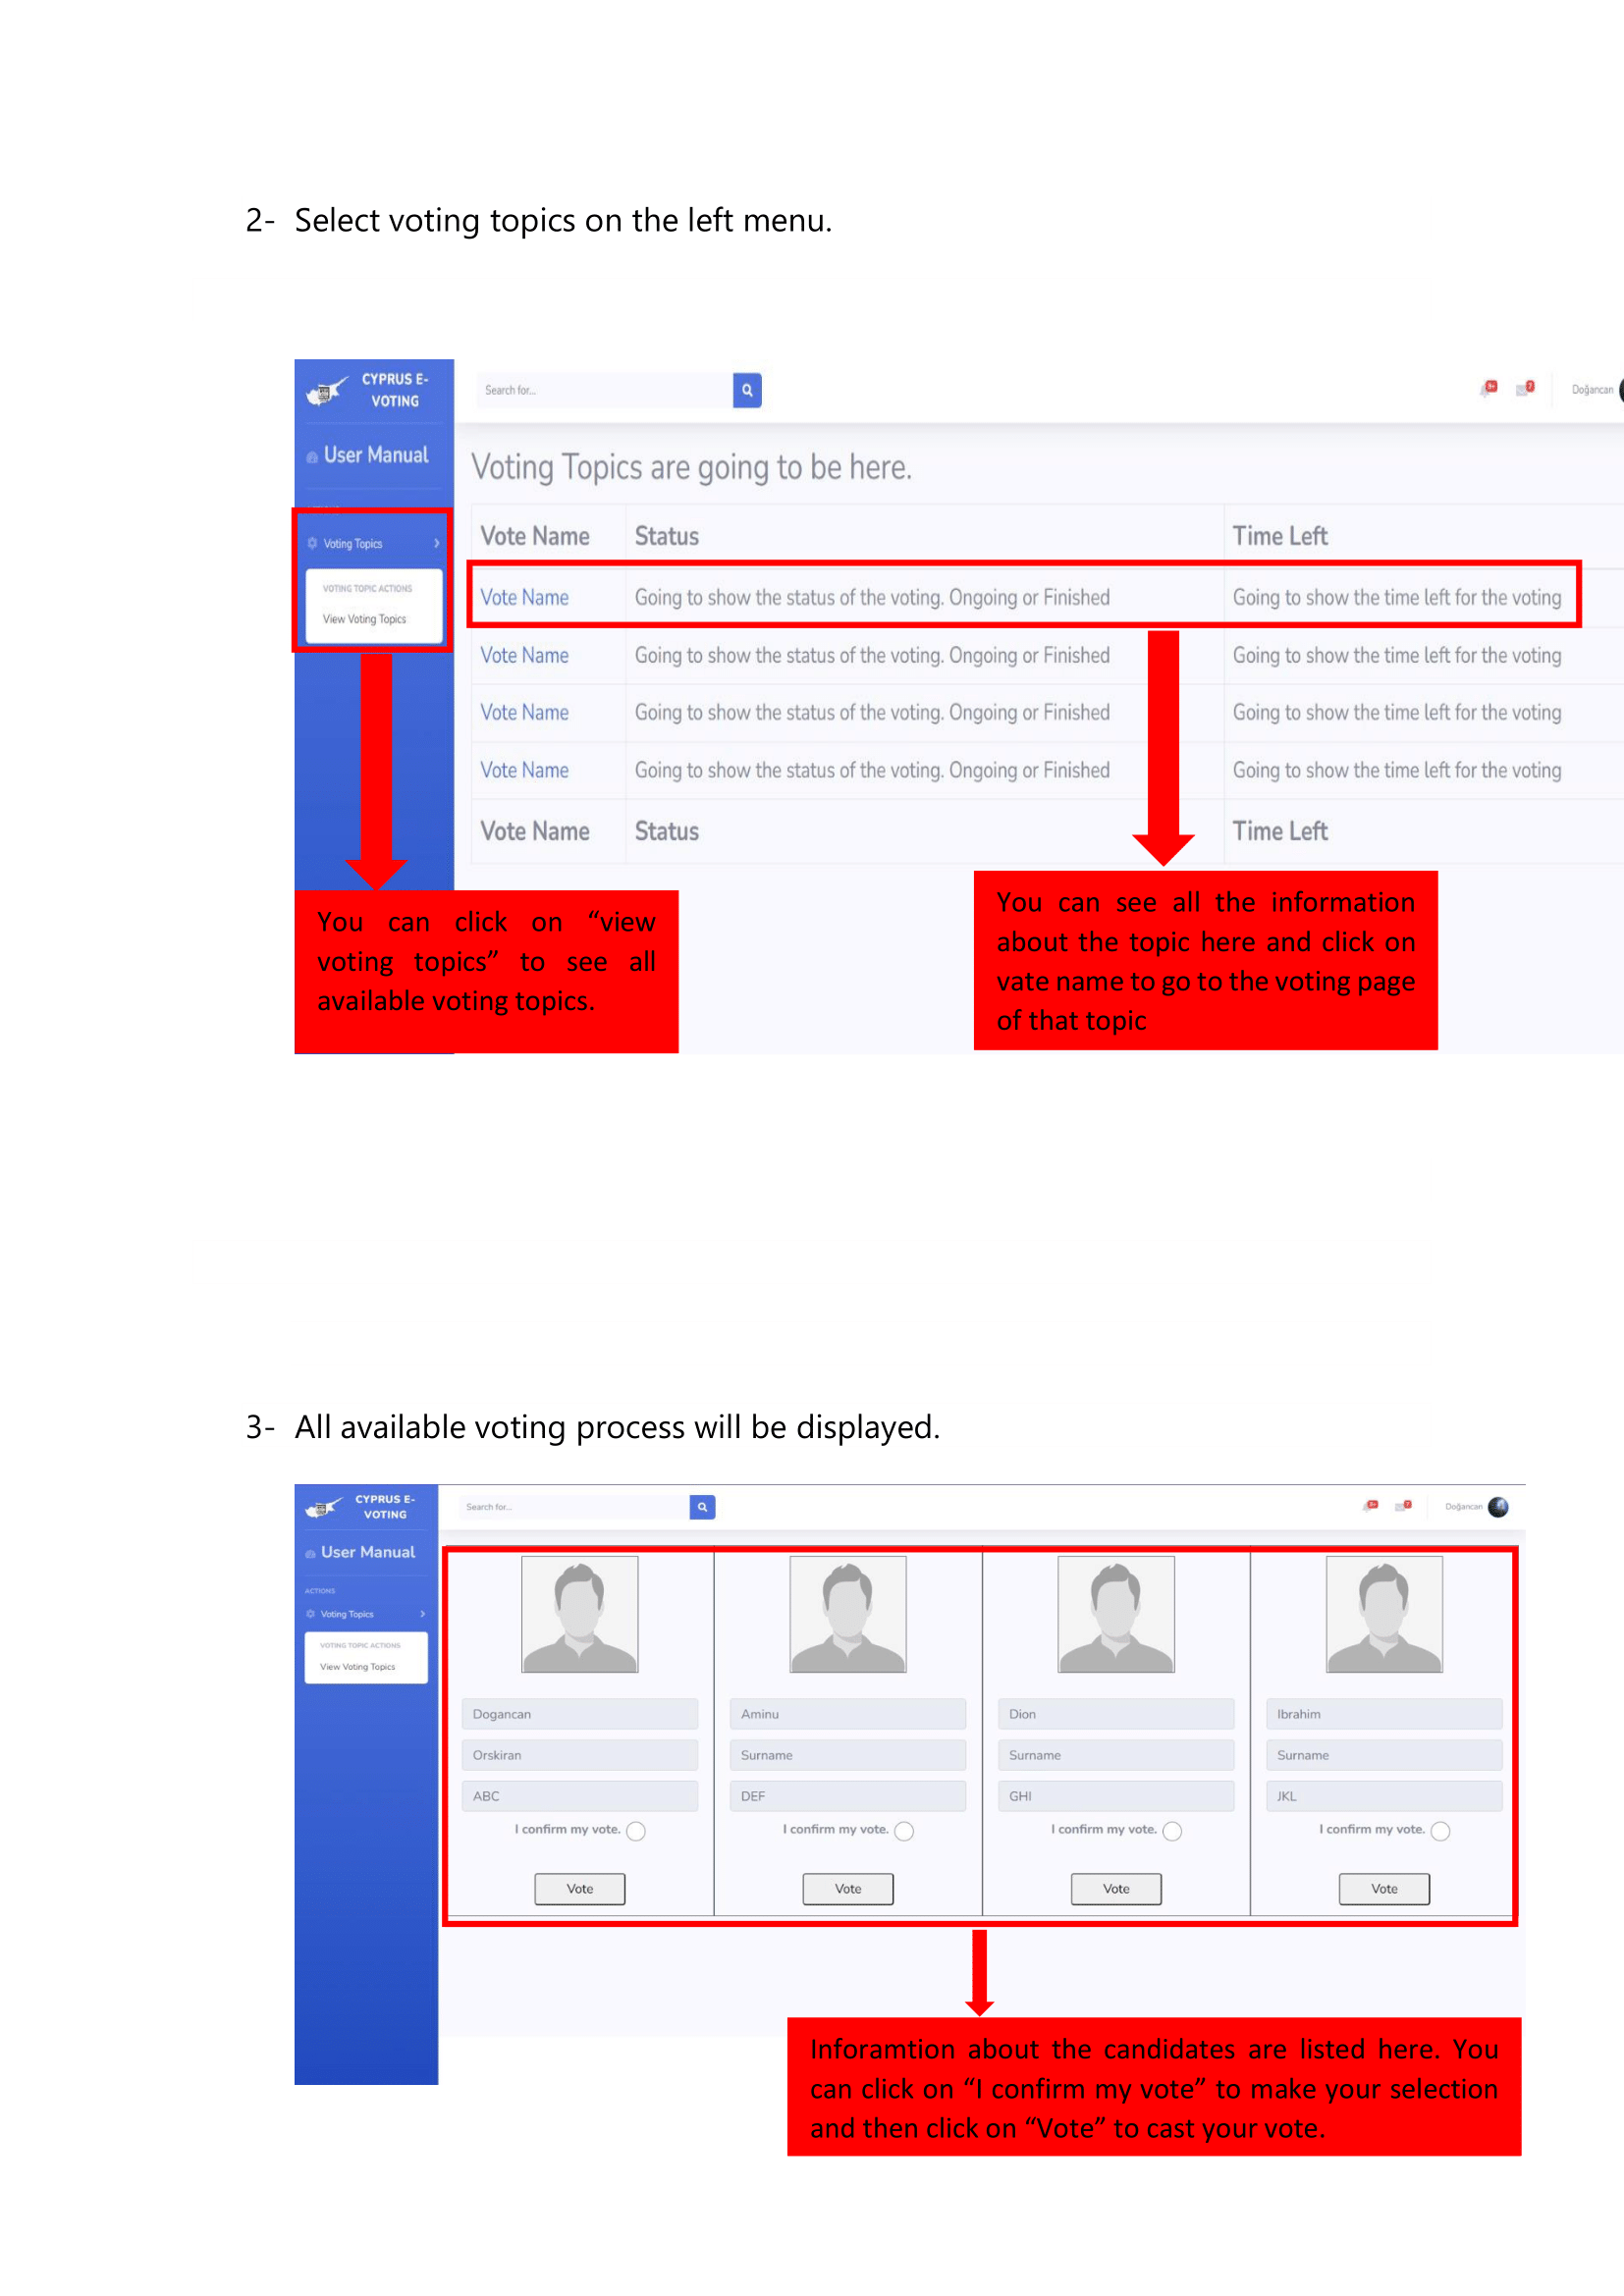 2- Select voting topics on the left menu.
CYPRUS E-
VOTING
Search for...
9+
7
Doğancan
User Manual
Voting Topics are going to be here.
Voting Topics
VOTING TOPIC ACTIONS
View Voting Topics
Vote Name Status Time Left
Vote Name Going to show the status of the voting. Ongoing or Finished Going to show the time left for the voting
Vote Name Going to show the status of the voting. Ongoing or Finished Going to show the time left for the voting
Vote Name Going to show the status of the voting. Ongoing or Finished Going to show the time left for the voting
Vote Name Going to show the status of the voting. Ongoing or Finished Going to show the time left for the voting
Vote Name Status Time Left
You can click on “view
voting topics” to see all
available voting topics.
You can see all the information
about the topic here and click on
vate name to go to the voting page
of that topic
3- All available voting process will be displayed.
CYPRUS E-
VOTING
Search for...
9+
7
Doğancan
User Manual
ACTIONS
Voting Topics
VOTING TOPIC ACTIONS
View Voting Topics
Dogancan Aminu Dion Ibrahim
Orskiran Surname Surname Surname
ABC DEF GHI JKL
I confirm my vote. I confirm my vote. I confirm my vote. I confirm my vote.
Vote Vote Vote Vote
Inforamtion about the candidates are listed here. You
can click on “I confirm my vote” to make your selection
and then click on “Vote” to cast your vote.